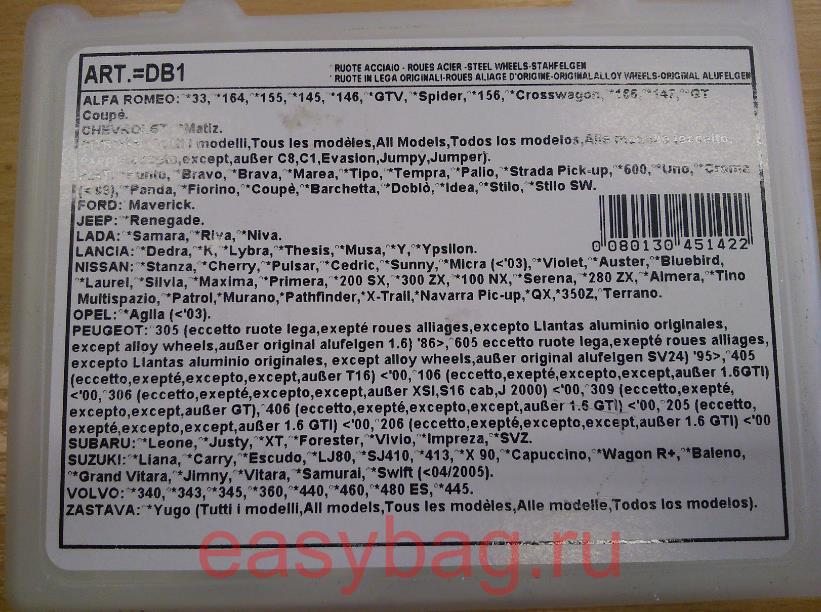 ART.=DB1
°RUOTE ACCIAIO - ROUES ACIER -STEEL WHEELS-STAHFELGEN
*RUOTE IN LEGA ORIGINALI-ROUES ALIAGE D'ORIGINE-ORIGINALALLOY WHEELS-ORIGINAL ALUFELGEN
ALFA ROMEO:°*33, *164,°*155,°*145, °*146,°*GTV,°*Spider,°*156,°*Crosswagon, °*166,°*147,°*GT
Coupè.
CHEVROLET:°*Matiz.
i modelli,Tous les modèles,All Models,Todos los modelos,Alle
except,außer C8,C1,Evasion,Jumpy,Jumper).
°*Bravo,°*Brava,°*Marea,°*Tipo,°*Tempra,°*Palio,°*Strada Pick-up,°*600,°*Uno,°*Croma
(<'93),°*Panda,°*Fiorino,°*Coupè,°*Barchetta,°*Doblò,°*Idea,°*Stilo,°*Stilo SW.
FORD: Maverick.
JEEP:°*Renegade.
LADA:°*Samara,°*Riva,°*Niva.
LANCIA:°*Dedra,°*K,°*Lybra,°*Thesis,°*Musa,°*Y,°*Ypsilon.
NISSAN:°*Stanza,°*Cherry,°*Pulsar,°*Cedric,°*Sunny,°*Micra (<'03),°*Violet,°*Auster,°*Bluebird,
°*Laurel,°*Silvia,°*Maxima,°*Primera,°*200 SX,°*300 ZX,°*100 NX,°*Serena,°*280 ZX,°*Almera,°*Tino
Multispazio,°*Patrol,*Murano,*Pathfinder,*X-Trail,*Navarra Pic-up,*QX,*350Z,°Terrano.
OPEL:°*Agila (<'03).
PEUGEOT:°305 (eccetto ruote lega,exepté roues alliages,excepto Llantas aluminio originales,
except alloy wheels,außer original alufelgen 1.6) '86>,°605 eccetto ruote lega,exepté roues alliages,
excepto Llantas aluminio originales, except alloy wheels,außer original alufelgen SV24) '95>,°405
(eccetto,exepté,excepto,except,außer T16) <'00,°106 (eccetto,exepté,excepto,except,außer 1.6GTI)
<'00,°306 (eccetto,exepté,excepto,except,außer XSI,S16 cab,J 2000) <'00,°309 (eccetto,exepté,
excepto,except,außer GT),°406 (eccetto,exepté,excepto,except,außer 1.6 GTI) <'00,°205 (eccetto,
exepté,excepto,except,außer 1.6 GTI) <'00,°206 (eccetto,exepté,excepto,except,außer 1.6 GTI) <'00
SUBARU:°*Leone,°*Justy,°*XT,°*Forester,°*Vivio,°*Impreza,°*SVZ.
SUZUKI:°*Liana,°*Carry,°*Escudo,°*LJ80,°*SJ410,°*413,°*X 90,°*Capuccino,°*Wagon R+,°*Baleno,
°*Grand Vitara,°*Jimny,°*Vitara,°*Samurai,°*Swift (<04/2005).
VOLVO:°*340,°*343,°*345,°*360,°*440,°*460,°*480 ES,°*445.
ZASTAVA:°*Yugo (Tutti i modelli,All models,Tous les modèles,Alle modelle,Todos los modelos).
0 080130 451422
easybag.ru